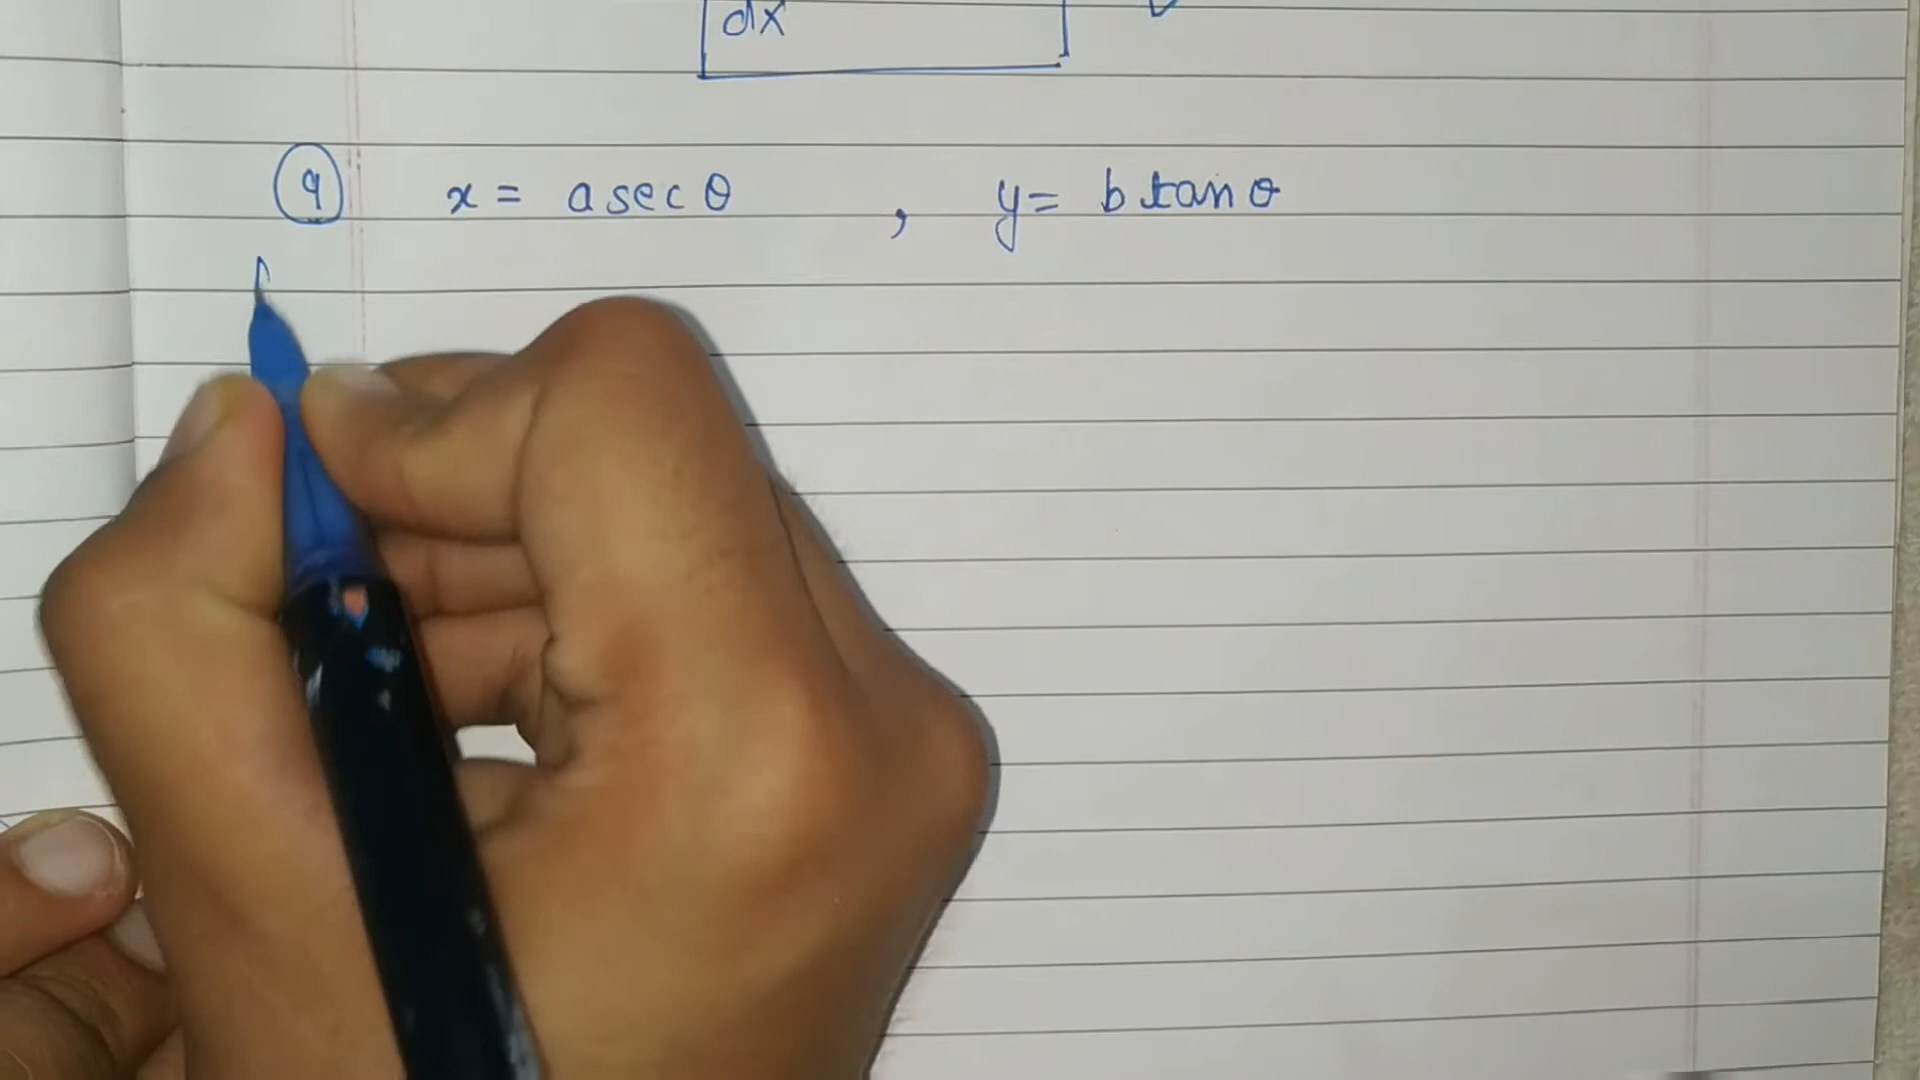 dx
9 x = a sec θ , y = b tan θ